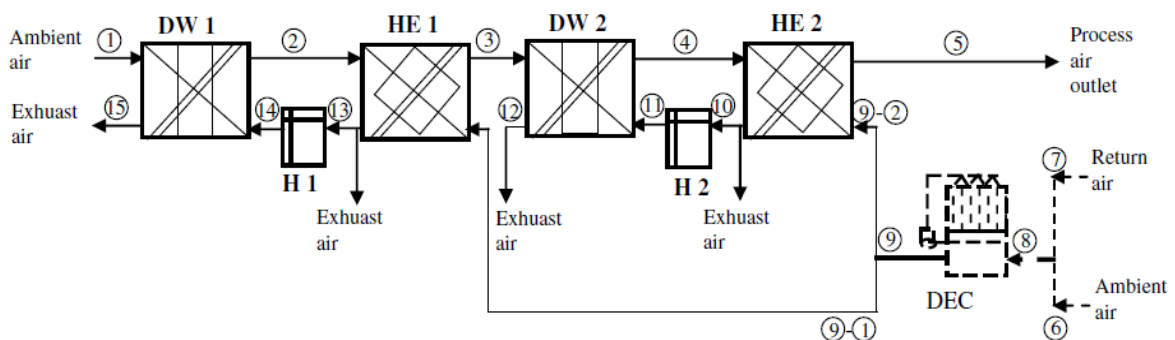 DW 1
HE 1
DW 2
HE 2
Ambient
air
①
②
③
④
⑤
Process
air
outlet
Exhuast
air
⑮
⑭
⑬
⑫
⑪
⑩
⑨-②
H 1
H 2
Exhuast
air
Exhuast
air
Exhuast
air
⑦
Return
air
⑨
⑧
DEC
Ambient
air
⑥
⑨-①